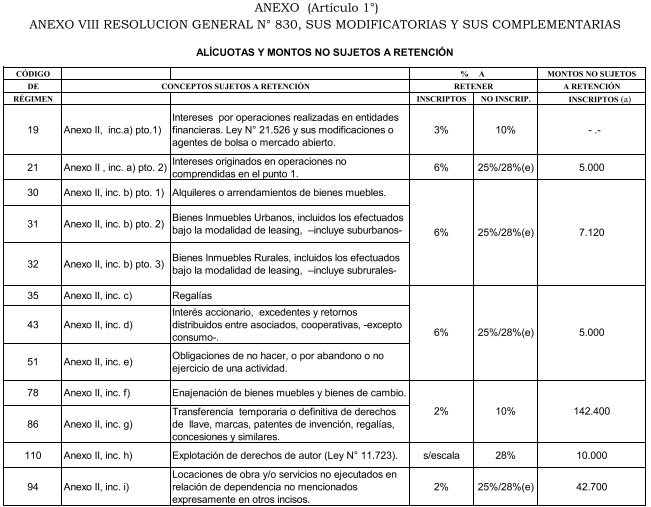 ANEXO (Artículo 1°)
ANEXO VIII RESOLUCION GENERAL N° 830, SUS MODIFICATORIAS Y SUS COMPLEMENTARIAS
ALÍCUOTAS Y MONTOS NO SUJETOS A RETENCIÓN
CÓDIGO % A MONTOS NO SUJETOS
DE CONCEPTOS SUJETOS A RETENCIÓN RETENER A RETENCIÓN
RÉGIMEN INSCRIPTOS NO INSCRIP. INSCRIPTOS (a)
Intereses por operaciones realizadas en entidades
19 Anexo II, inc.a) pto.1) financieras. Ley N° 21.526 y sus modificaciones o 3% 10% - .-
agentes de bolsa o mercado abierto.
21 Anexo II , inc. a) pto. 2) Intereses originados en operaciones no 6% 25%/28%(e) 5.000
comprendidas en el punto 1.
30 Anexo II, inc. b) pto. 1) Alquileres o arrendamientos de bienes muebles.
31 Anexo II, inc. b) pto. 2) Bienes Inmuebles Urbanos, incluidos los efectuados
bajo la modalidad de leasing, –incluye suburbanos-
6% 25%/28%(e) 7.120
32 Anexo II, inc. b) pto. 3) Bienes Inmuebles Rurales, incluidos los efectuados
bajo la modalidad de leasing, –incluye subrurales-
35 Anexo II, inc. c) Regalías
Interés accionario, excedentes y retornos
43 Anexo II, inc. d) distribuidos entre asociados, cooperativas, -excepto
consumo-.
6% 25%/28%(e) 5.000
51 Anexo II, inc. e) Obligaciones de no hacer, o por abandono o no
ejercicio de una actividad.
78 Anexo II, inc. f) Enajenación de bienes muebles y bienes de cambio.
2% 10% 142.400
Transferencia temporaria o definitiva de derechos
86 Anexo II, inc. g) de llave, marcas, patentes de invención, regalías,
concesiones y similares.
110 Anexo II, inc. h) Explotación de derechos de autor (Ley N° 11.723). s/escala 28% 10.000
Locaciones de obra y/o servicios no ejecutados en
94 Anexo II, inc. i) relación de dependencia no mencionados 2% 25%/28%(e) 42.700
expresamente en otros incisos.